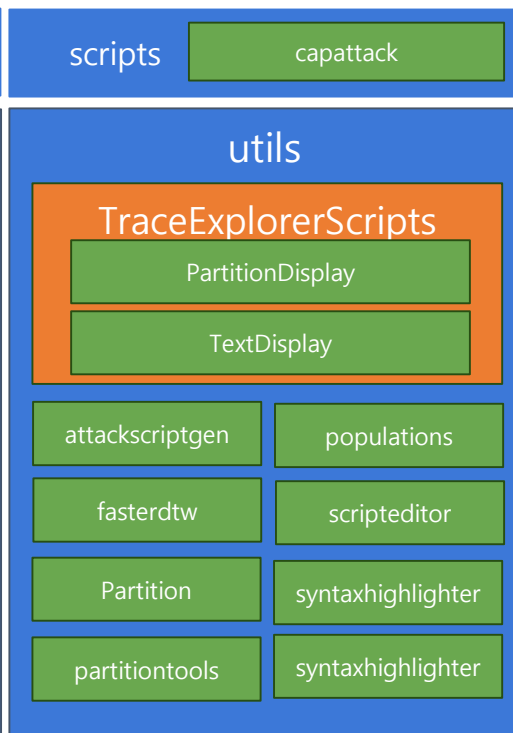 scripts
capattack
utils
TraceExplorerScripts
PartitionDisplay
TextDisplay
attackscriptgen
populations
fasterdtw
scripteditor
Partition
syntaxhighlighter
partitiontools
syntaxhighlighter